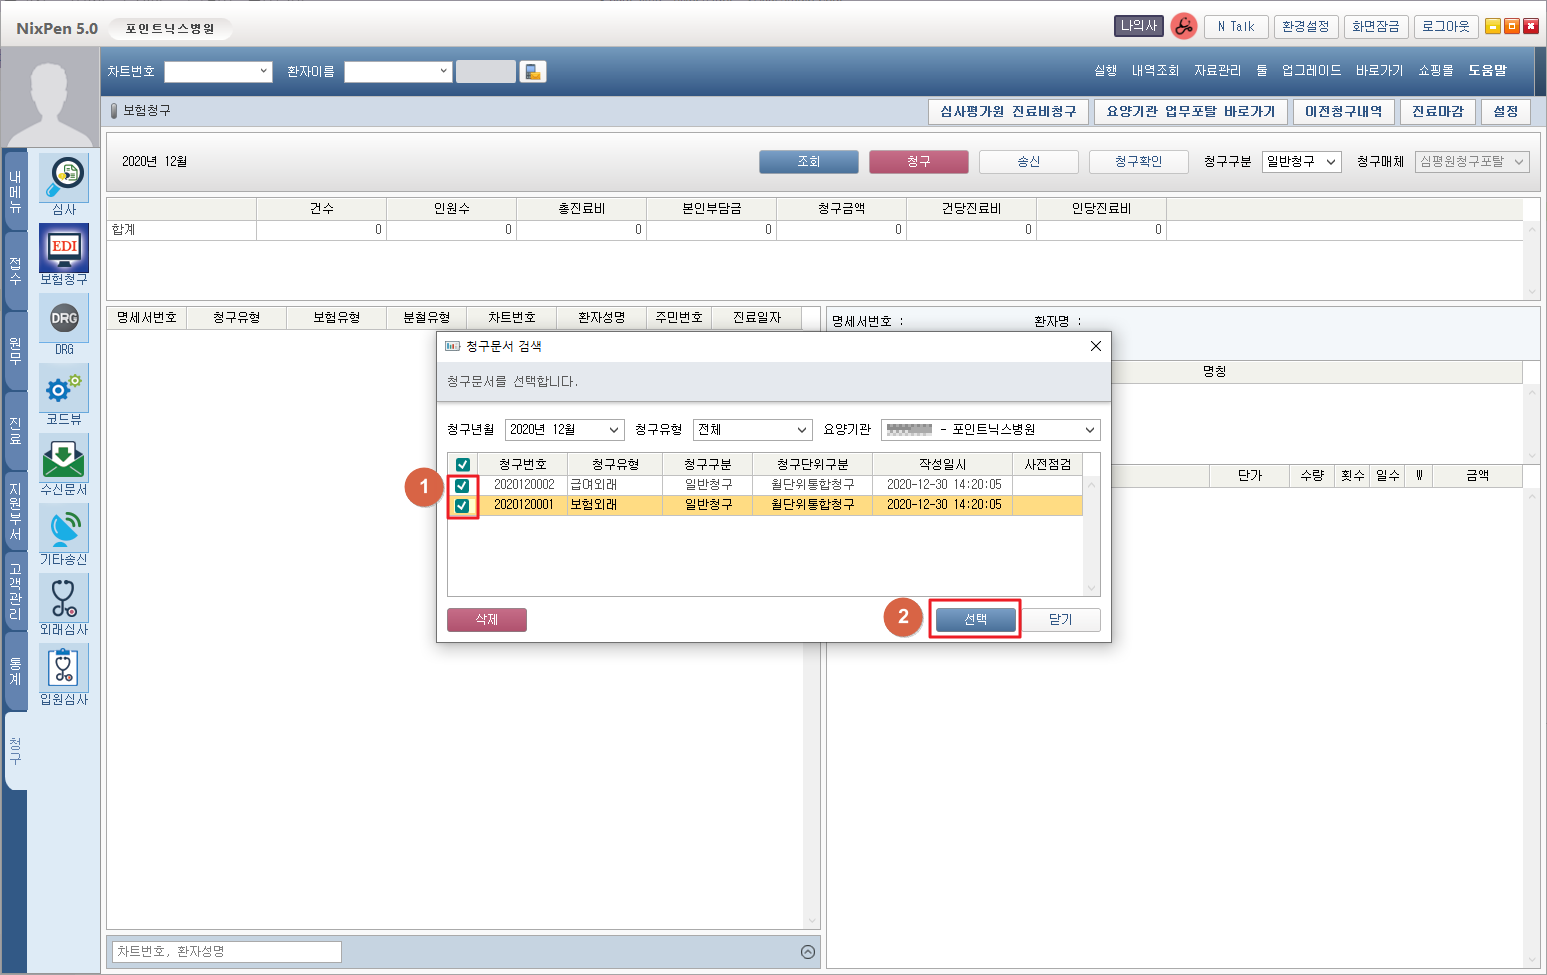 NixPen 5.0 포인트닉스병원 나의사 N Talk 환경설정 화면잠금 로그아웃
차트번호 환자이름 실행 내역조회 자료관리 툴 업그레이드 바로가기 쇼핑몰 도움말
보험청구 심사평가원 진료비청구 요양기관 업무포탈 바로가기 이전청구내역 진료마감 설정
2020년 12월 조회 청구 송신 청구확인 청구구분 일반청구 청구매체 심평원청구포탈
건수 인원수 총진료비 본인부담금 청구금액 건당진료비 인당진료비
합계 0 0 0 0 0 0 0
명세서번호 청구유형 보험유형 분할유형 차트번호 환자성명 주민번호 진료일자
명세서번호 : 환자명 :
명칭
단가 수량 횟수 일수 W 금액
내메뉴
접수
원무
진료
지원부서
고객관리
통계
청구
심사
EDI
보험청구
DRG
DRG
코드뷰
수신문서
기타송신
외래심사
입원심사
청구문서 검색
청구문서를 선택합니다.
청구년월 2020년 12월 청구유형 전체 요양기관 - 포인트닉스병원
청구번호 청구유형 청구구분 청구단위구분 작성일시 사전점검
1
2020120002 급여외래 일반청구 월단위통합청구 2020-12-30 14:20:05
2020120001 보험외래 일반청구 월단위통합청구 2020-12-30 14:20:05
삭제 2 선택 닫기
차트번호, 환자성명